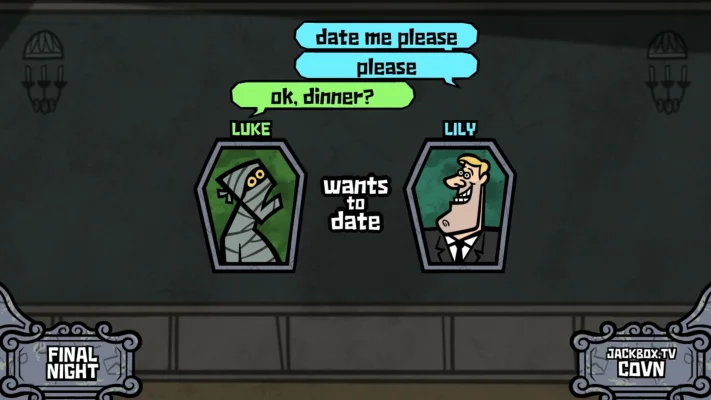 date me please
please
ok, dinner?
LUKE
LILY
wants
to
date
FINAL
NIGHT
JACKBOX.TV
COVN